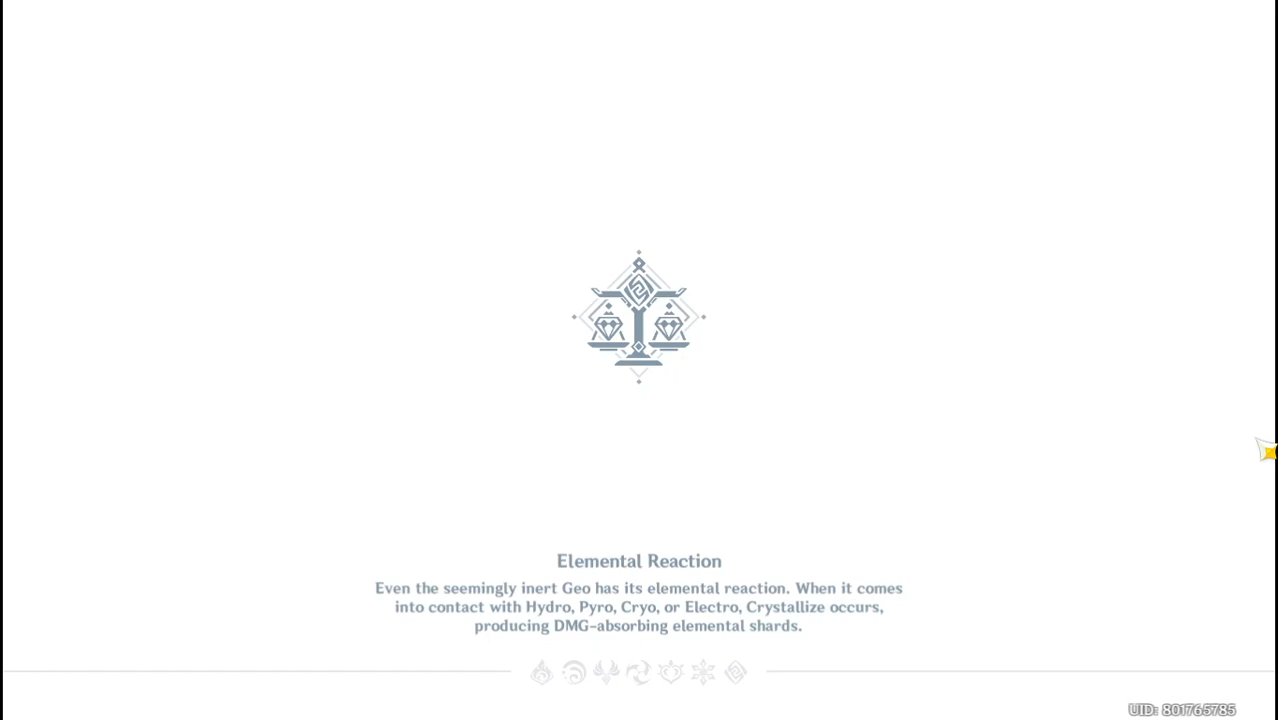 Elemental Reaction
Even the seemingly inert Geo has its elemental reaction. When it comes
into contact with Hydro, Pyro, Cryo, or Electro, Crystallize occurs,
producing DMG-absorbing elemental shards.
UID: 801765785